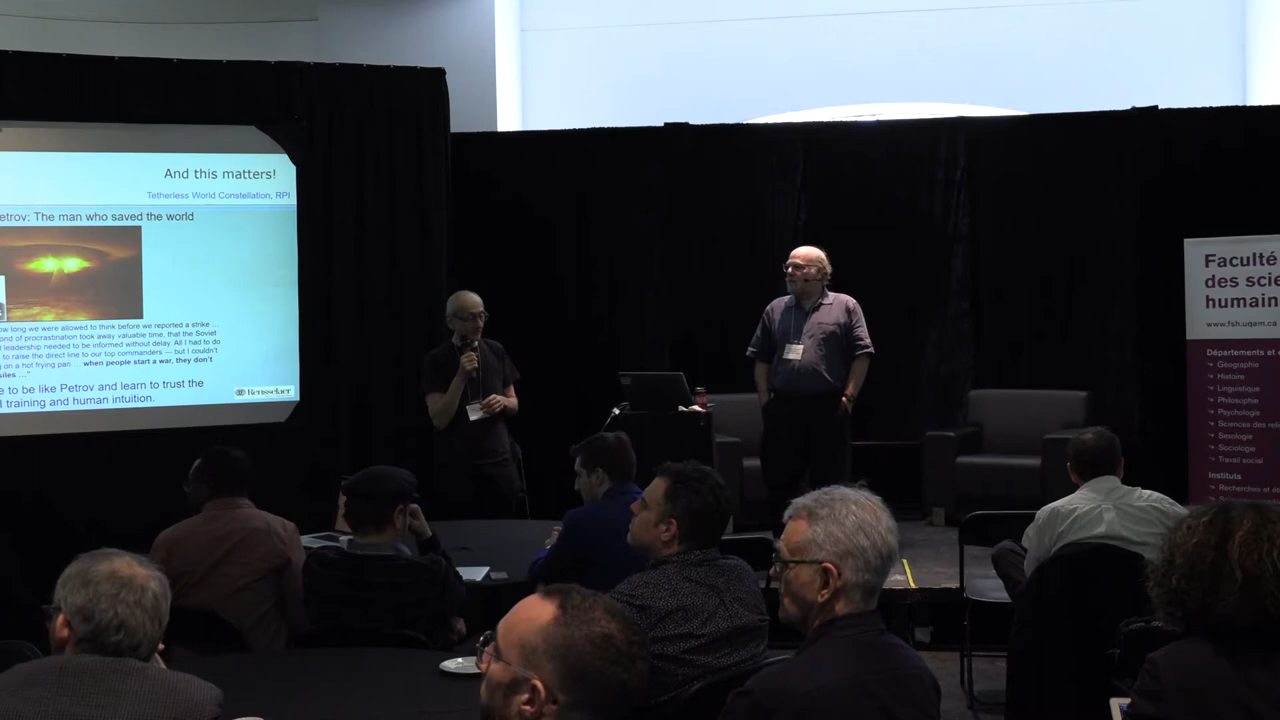 And this matters!
Tetherless World Constellation, RPI
etrov: The man who saved the world
ow long we were allowed to think before we reported a strike ...
ond of procrastination took away valuable time, that the Soviet
leadership needed to be informed without delay. All I had to do
to raise the direct line to our top commanders — but I couldn't
on a hot frying pan ... when people start a war, they don't
siles ..."
e to be like Petrov and learn to trust the
l training and human intuition.
Rensselaer
Faculté
des scie
humain
www.fsh.uqam.ca
Départements et
Géographie
Histoire
Linguistique
Philosophie
Psychologie
Sciences des reli
Sexologie
Sociologie
Travail social
Instituts
Recherches et é